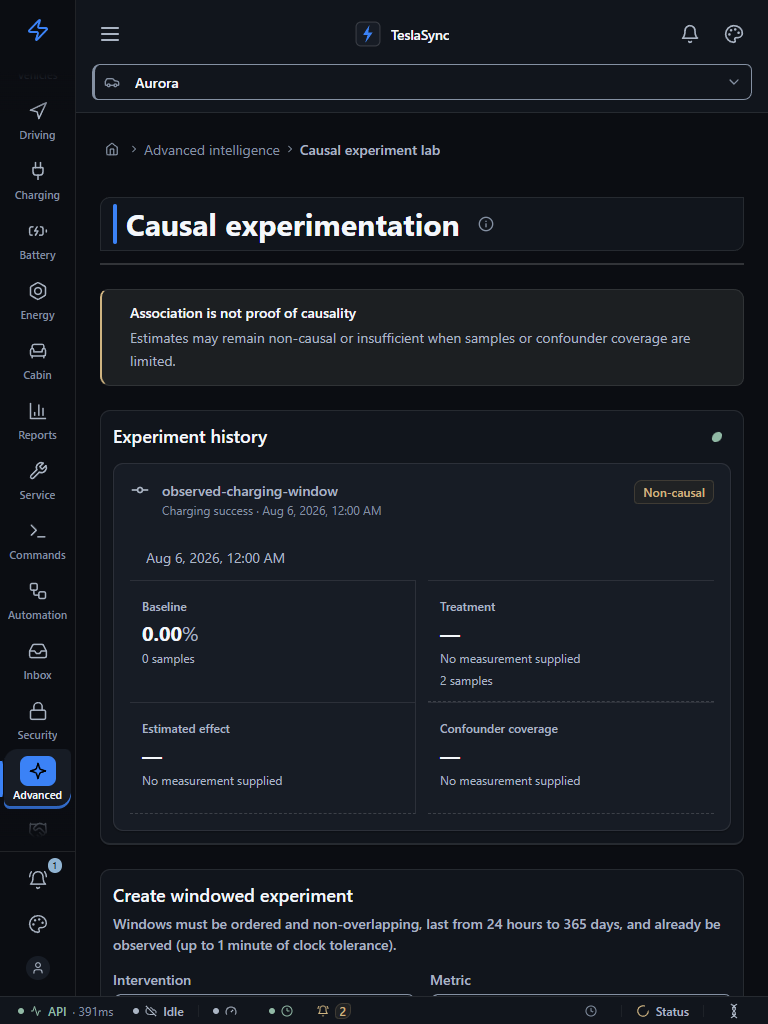 TeslaSync
Aurora
Driving
Charging
Battery
Energy
Cabin
Reports
Service
Commands
Automation
Inbox
Security
Advanced
1
Advanced intelligence
Causal experiment lab
Causal experimentation
Association is not proof of causality
Estimates may remain non-causal or insufficient when samples or confounder coverage are
limited.
Experiment history
observed-charging-window
Non-causal
Charging success · Aug 6, 2026, 12:00 AM
Aug 6, 2026, 12:00 AM
Baseline
0.00%
0 samples
Treatment
—
No measurement supplied
2 samples
Estimated effect
—
No measurement supplied
Confounder coverage
—
No measurement supplied
Create windowed experiment
Windows must be ordered and non-overlapping, last from 24 hours to 365 days, and already be
observed (up to 1 minute of clock tolerance).
Intervention
Metric
API · 391ms
Idle
2
Status